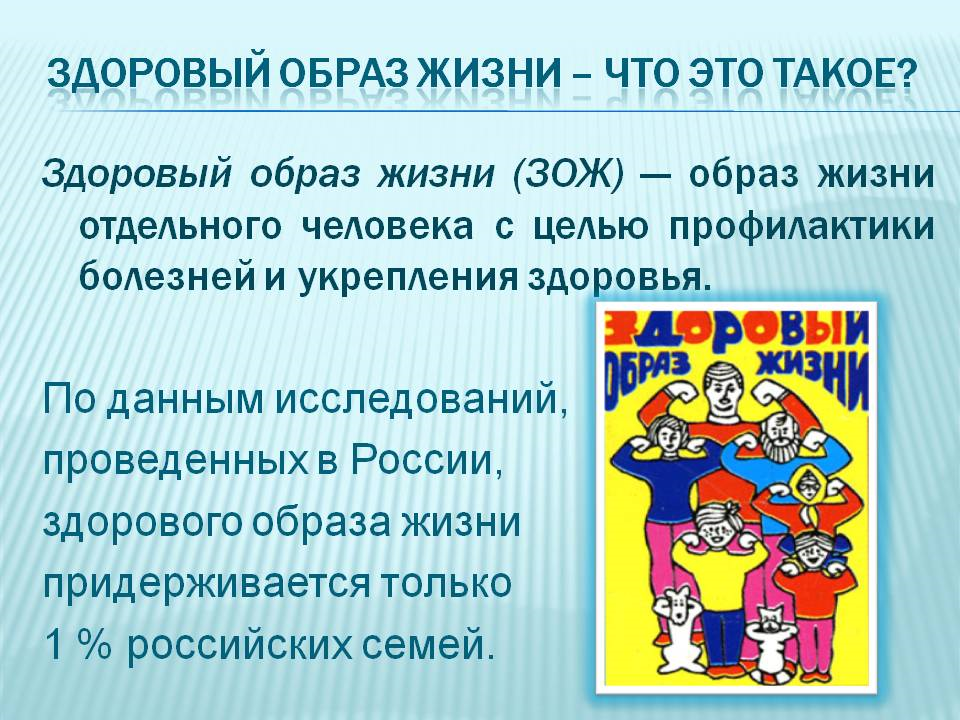 ЗДОРОВЫЙ ОБРАЗ ЖИЗНИ – ЧТО ЭТО ТАКОЕ?
Здоровый образ жизни (ЗОЖ) — образ жизни
отдельного человека с целью профилактики
болезней и укрепления здоровья.
По данным исследований,
проведенных в России,
здорового образа жизни
придерживается только
1 % российских семей.
ЗДОРОВЫЙ
ОБРАЗ ЖИЗНИ